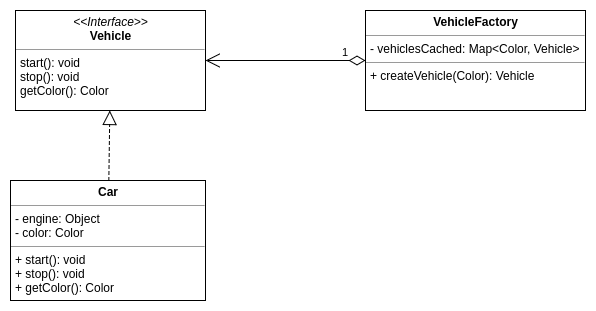 <<Interface>>
Vehicle
start(): void
stop(): void
getColor(): Color
1
VehicleFactory
- vehiclesCached: Map<Color, Vehicle>
+ createVehicle(Color): Vehicle
Car
- engine: Object
- color: Color
+ start(): void
+ stop(): void
+ getColor(): Color